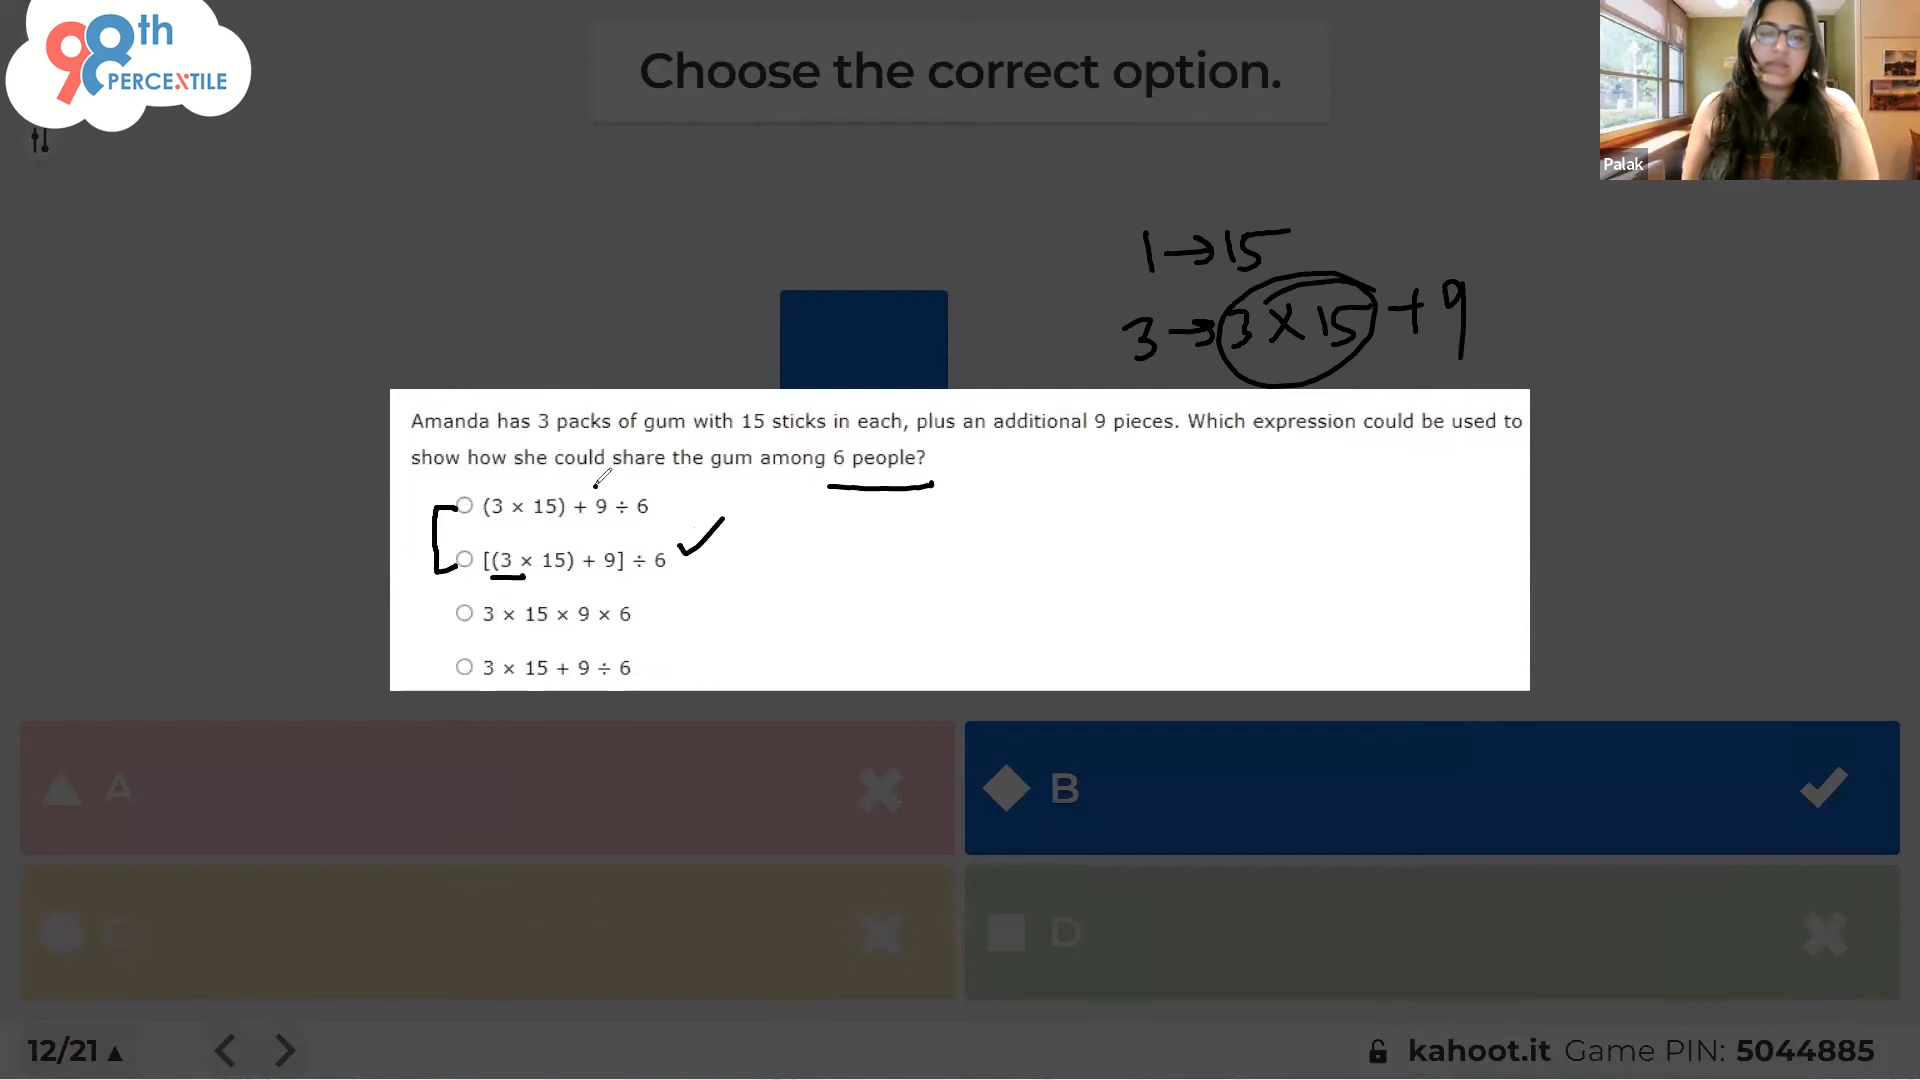 98th
PERCEXTILE
Choose the correct option.
Palak
1→15
3→3×15+9
Amanda has 3 packs of gum with 15 sticks in each, plus an additional 9 pieces. Which expression could be used to
show how she could share the gum among 6 people?
(3 × 15) + 9 ÷ 6
[(3 × 15) + 9] ÷ 6
3 × 15 × 9 × 6
3 × 15 + 9 ÷ 6
A
B
C
D
12/21
kahoot.it Game PIN: 5044885